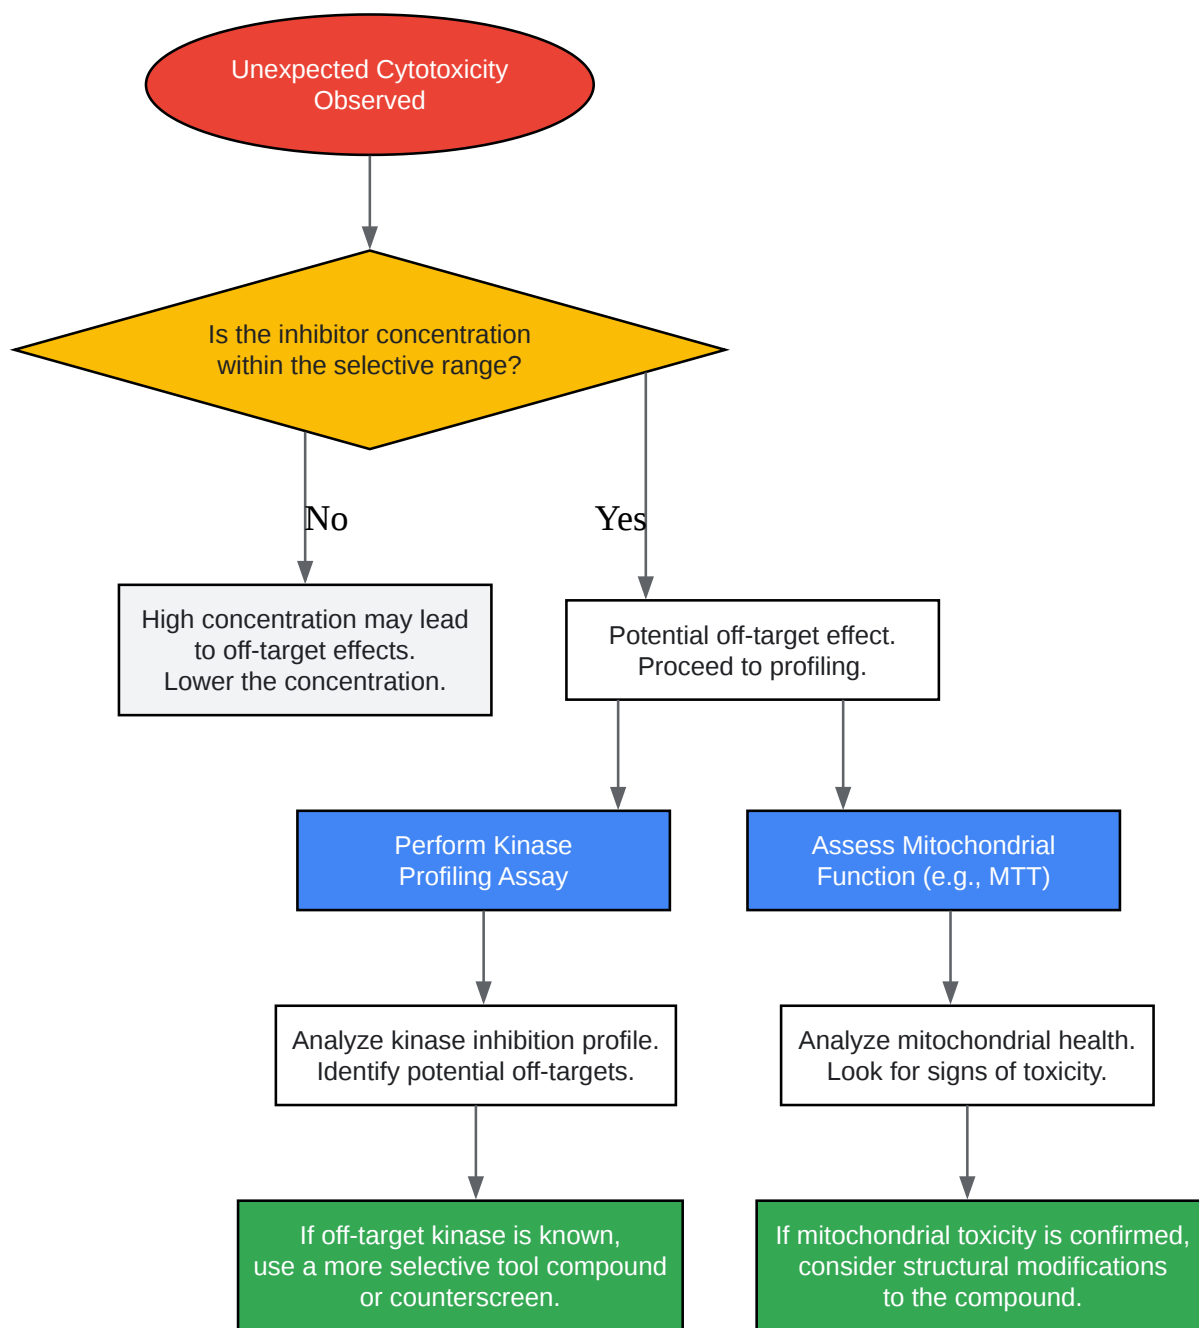 Unexpected Cytotoxicity
Observed
Is the inhibitor concentration
within the selective range?
No
Yes
High concentration may lead
to off-target effects.
Lower the concentration.
Potential off-target effect.
Proceed to profiling.
Perform Kinase
Profiling Assay
Assess Mitochondrial
Function (e.g., MTT)
Analyze kinase inhibition profile.
Identify potential off-targets.
Analyze mitochondrial health.
Look for signs of toxicity.
If off-target kinase is known,
use a more selective tool compound
or counterscreen.
If mitochondrial toxicity is confirmed,
consider structural modifications
to the compound.